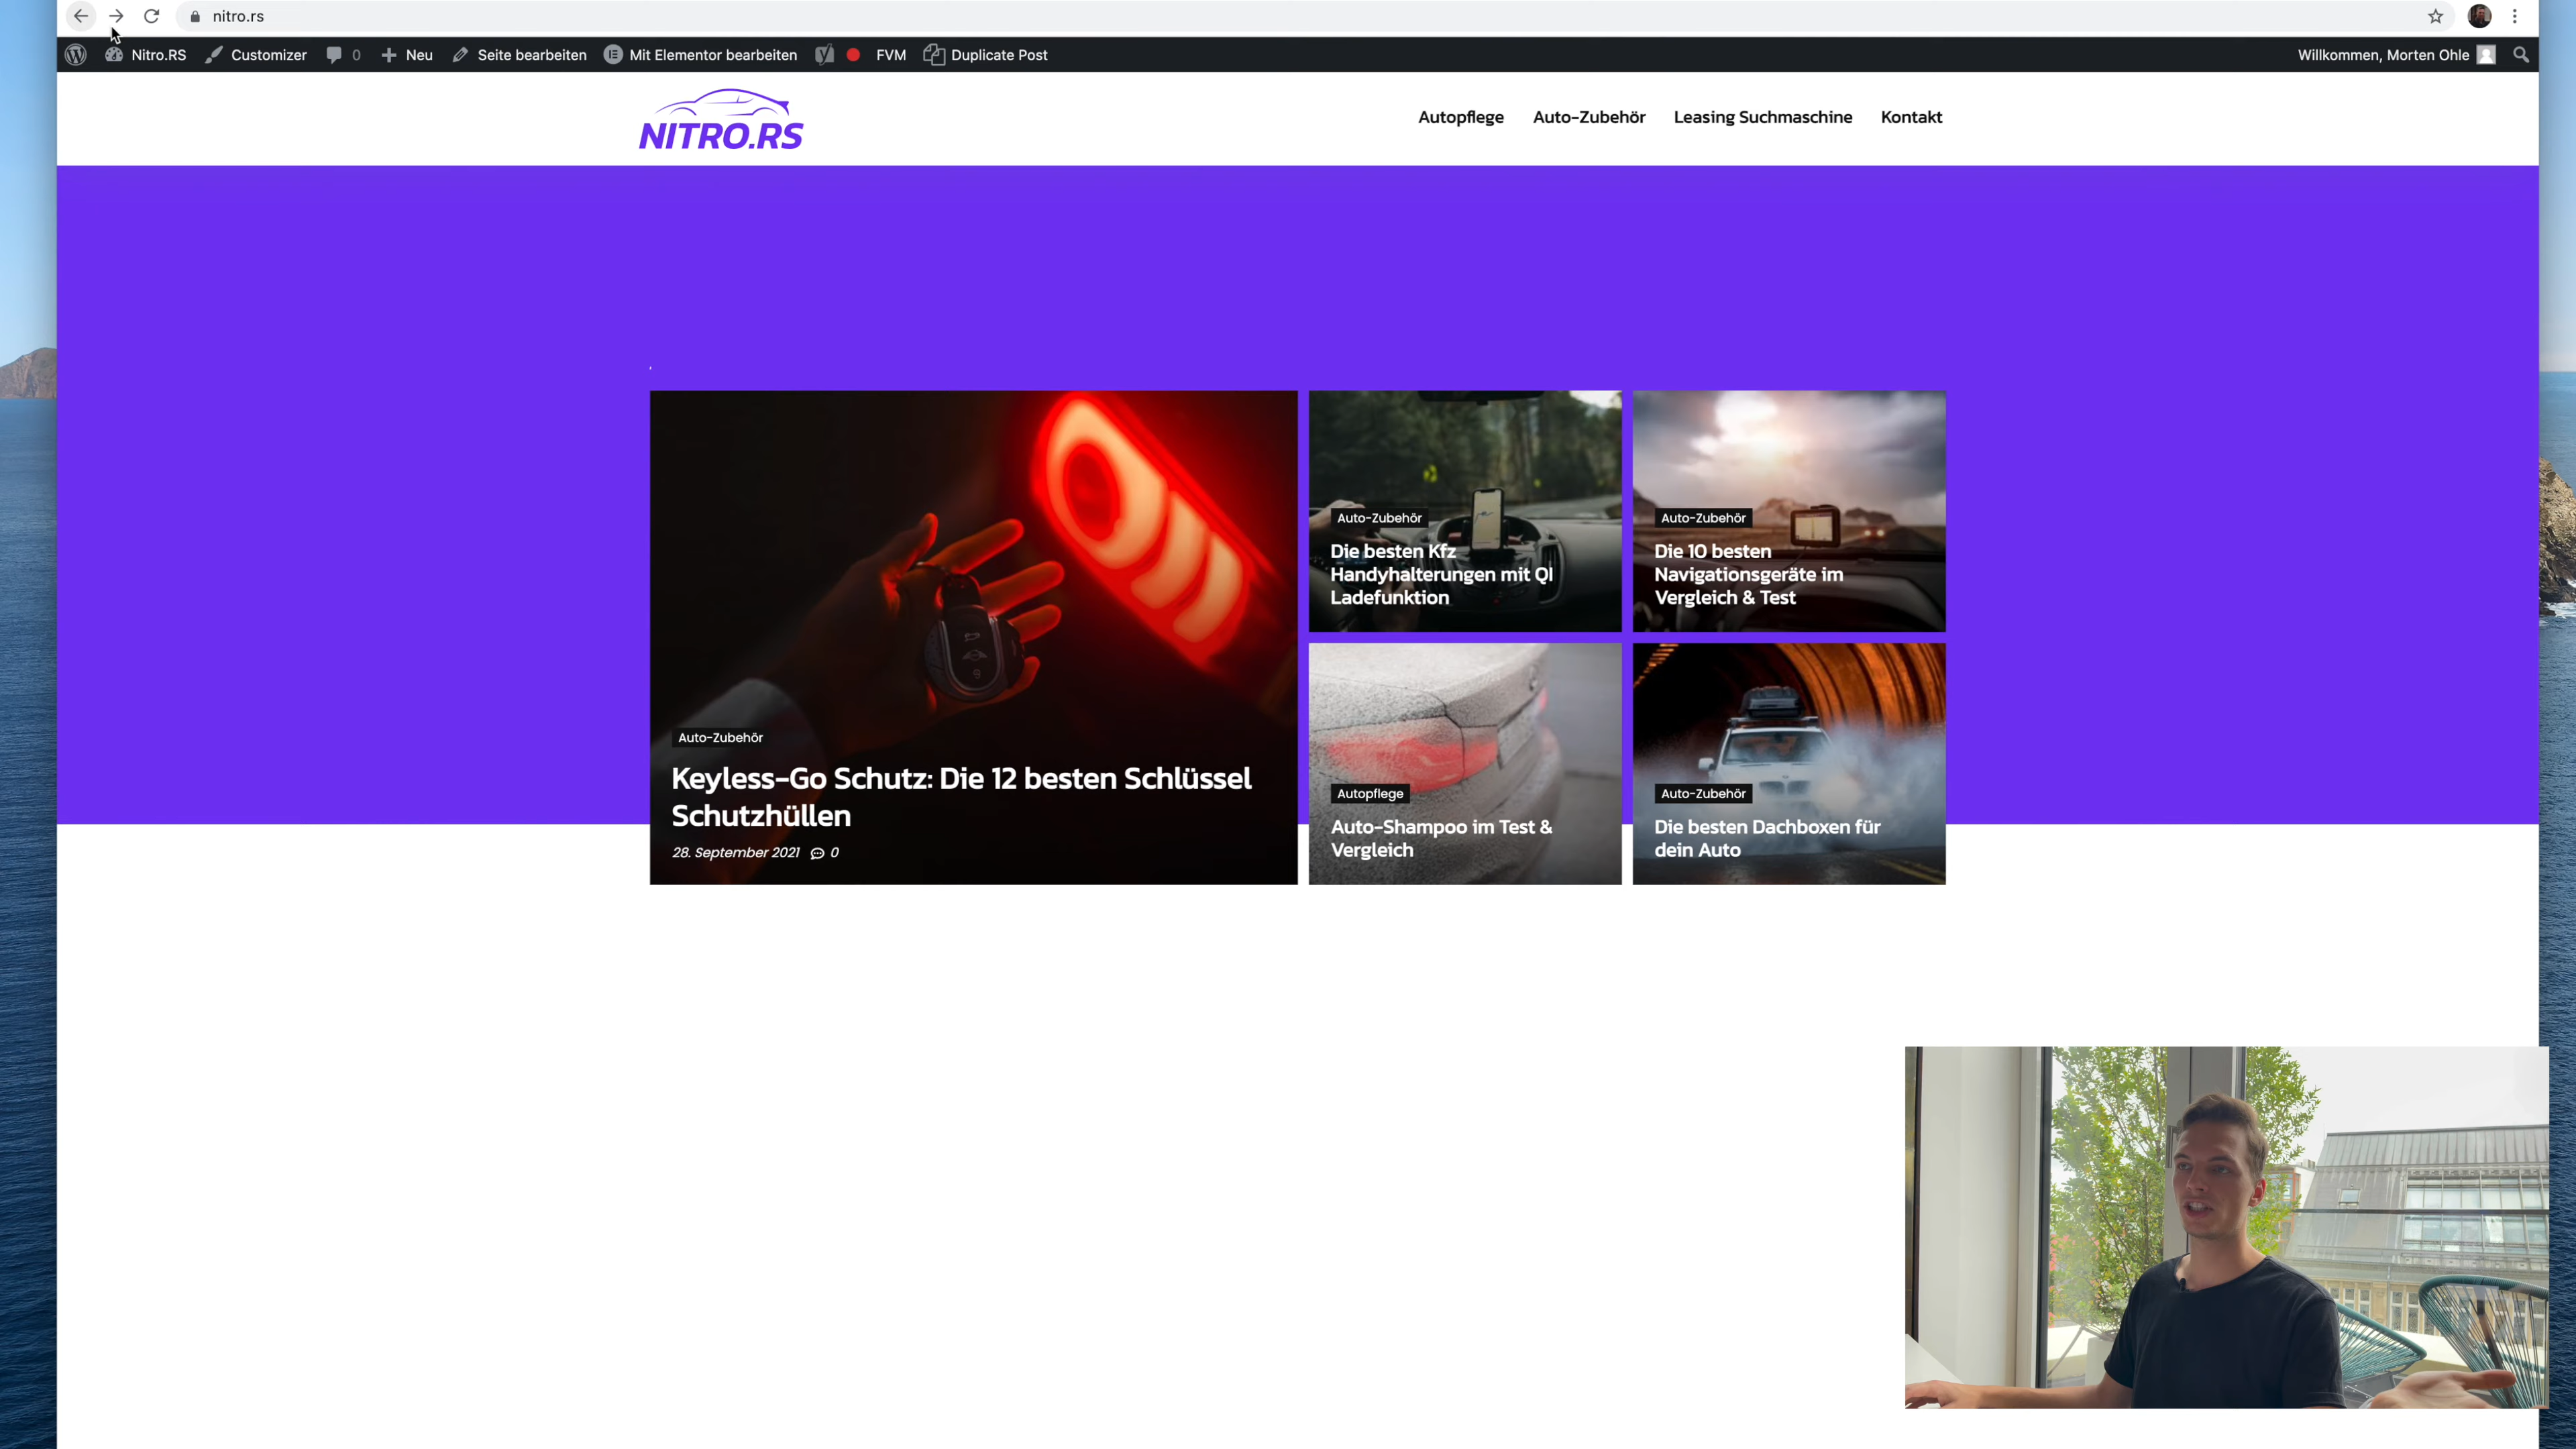 nitro.rs
Nitro.RS Customizer 0 Neu Seite bearbeiten Mit Elementor bearbeiten FVM Duplicate Post Willkommen, Morten Ohle
NITRO.RS
Autopflege Auto-Zubehör Leasing Suchmaschine Kontakt
Auto-Zubehör
Keyless-Go Schutz: Die 12 besten Schlüssel
Schutzhüllen
28. September 2021 0
Auto-Zubehör
Die besten Kfz
Handyhalterungen mit QI
Ladefunktion
Auto-Zubehör
Die 10 besten
Navigationsgeräte im
Vergleich & Test
Autopflege
Auto-Shampoo im Test &
Vergleich
Auto-Zubehör
Die besten Dachboxen für
dein Auto